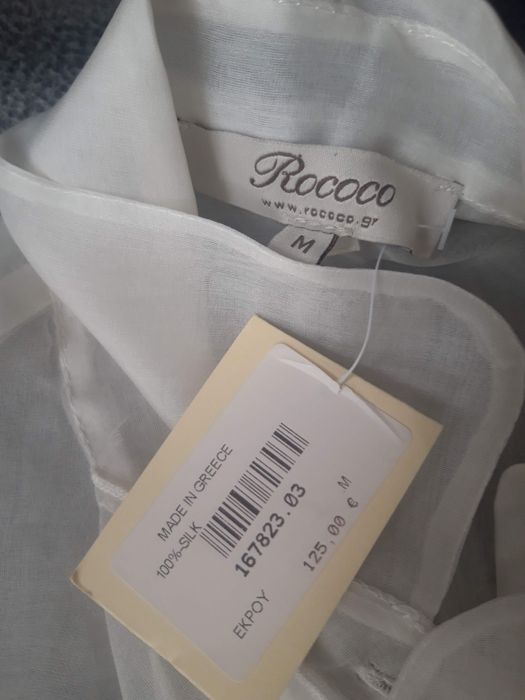 Rococo
www.rococo.gr
M
MADE IN GREECE
100%-SILK
167823.03
ΕΚΡΟΥ
125,00 € .M